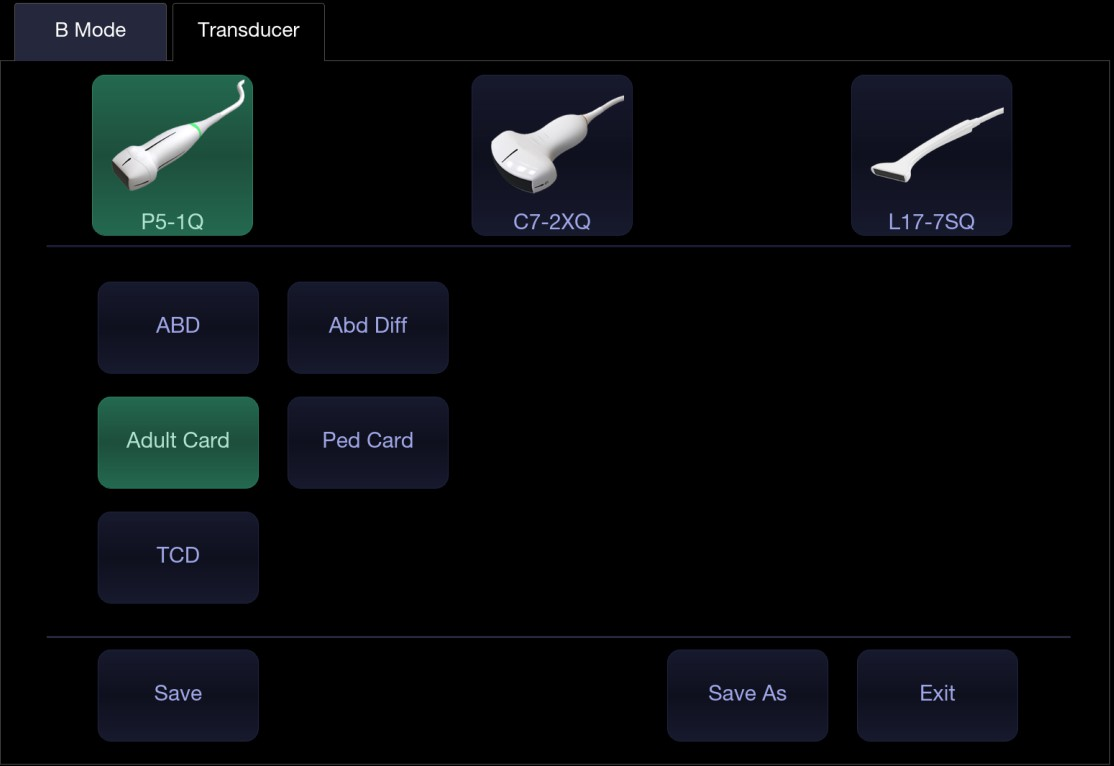 B Mode
Transducer
P5-1Q
C7-2XQ
L17-7SQ
ABD
Abd Diff
Adult Card
Ped Card
TCD
Save
Save As
Exit